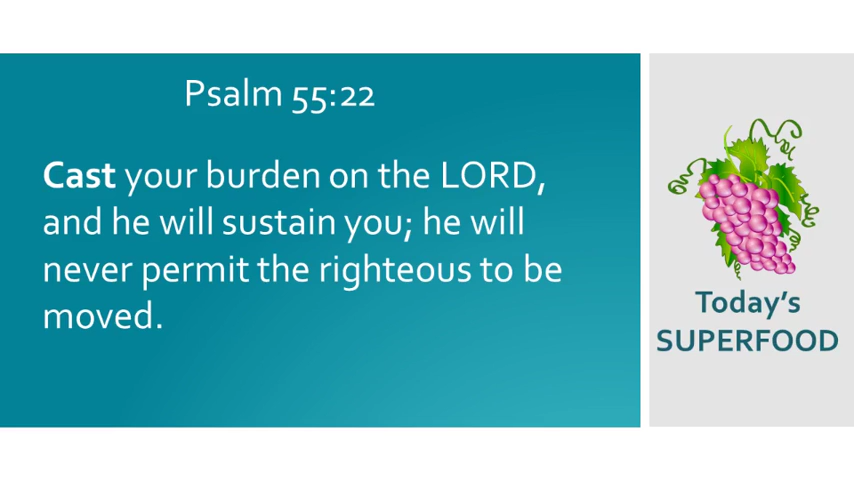 Psalm 55:22
Cast your burden on the LORD,
and he will sustain you; he will
never permit the righteous to be
moved.
Today's
SUPERFOOD